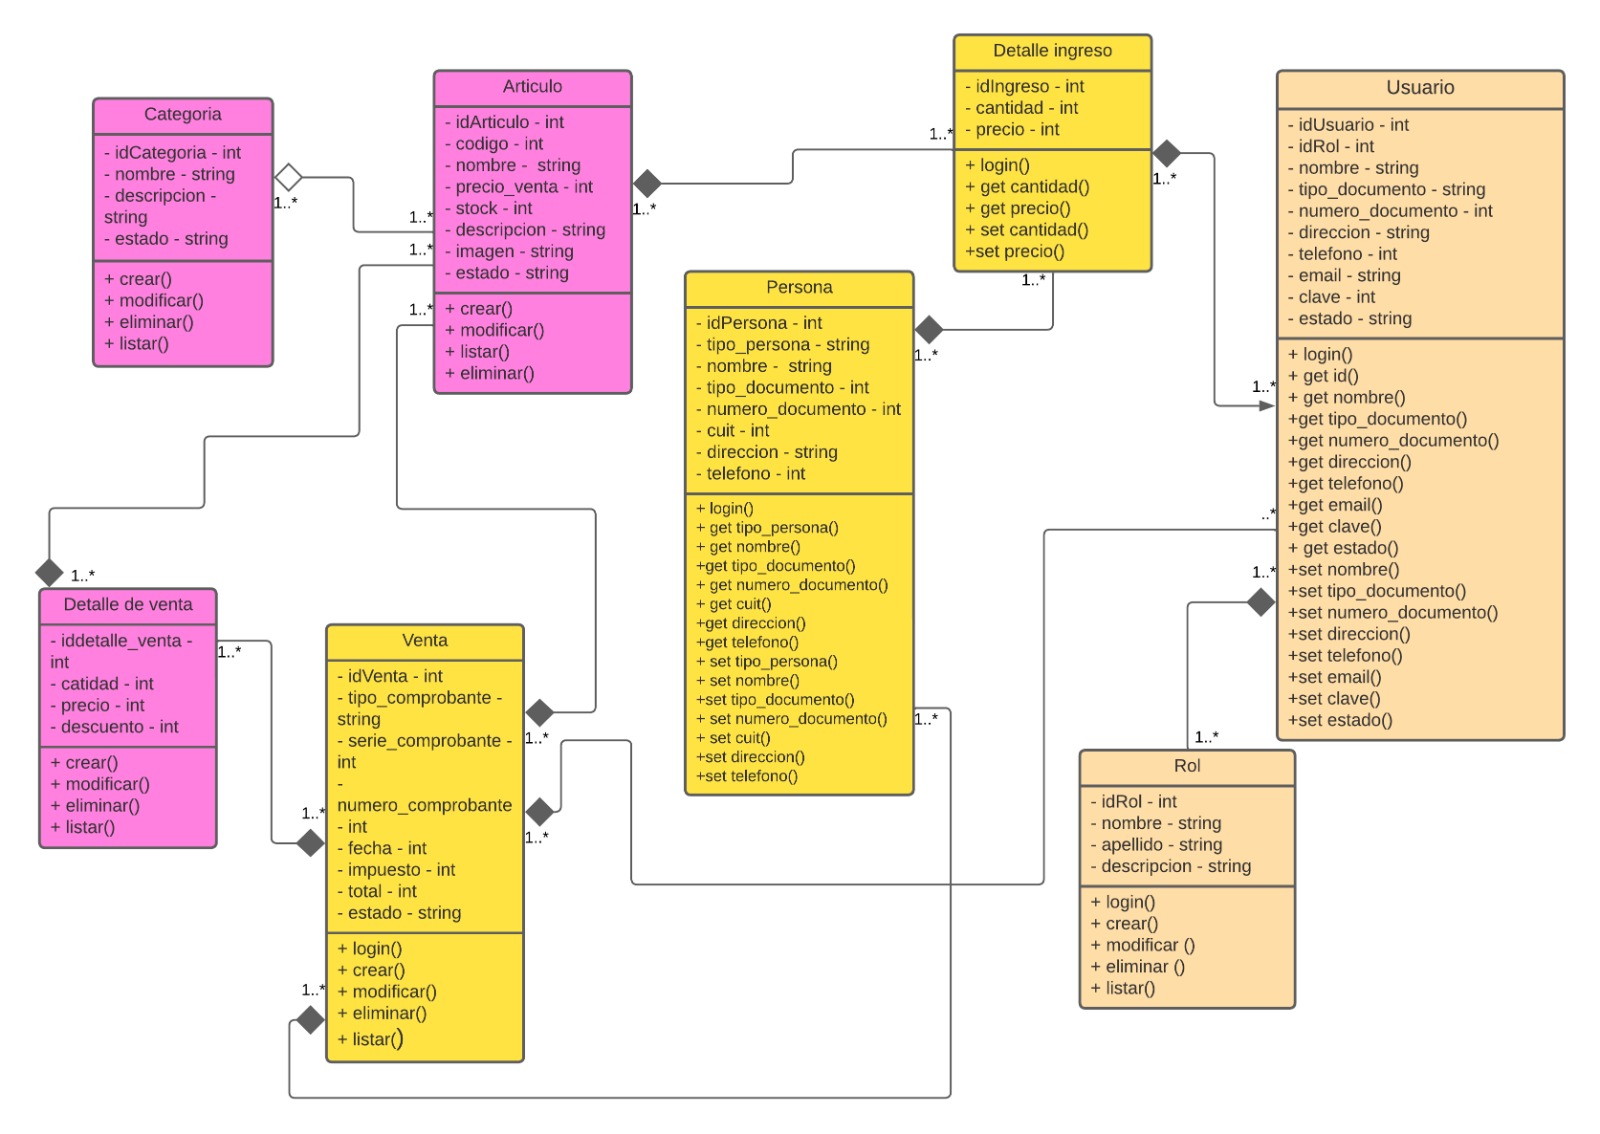 Categoria
- idCategoria - int
- nombre - string
- descripcion -
string
- estado - string
+ crear()
+ modificar()
+ eliminar()
+ listar()
1..*
1..*
1..*
1..*
Articulo
- idArticulo - int
- codigo - int
- nombre -  string
- precio_venta - int
- stock - int
- descripcion - string
- imagen - string
- estado - string
+ crear()
+ modificar()
+ listar()
+ eliminar()
1..*
1..*
Detalle ingreso
- idIngreso - int
- cantidad - int
- precio - int
+ login()
+ get cantidad()
+ get precio()
+ set cantidad()
+set precio()
1..*
1..*
1..*
Persona
- idPersona - int
- tipo_persona - string
- nombre -  string
- tipo_documento - int
- numero_documento - int
- cuit - int
- direccion - string
- telefono - int
+ login()
+ get tipo_persona()
+ get nombre()
+get tipo_documento()
+ get numero_documento()
+ get cuit()
+get direccion()
+get telefono()
+ set tipo_persona()
+ set nombre()
+set tipo_documento()
+ set numero_documento()
+ set cuit()
+set direccion()
+set telefono()
1..*
1..*
..*
1..*
Usuario
- idUsuario - int
- idRol - int
- nombre - string
- tipo_documento - string
- numero_documento - int
- direccion - string
- telefono - int
- email - string
- clave - int
- estado - string
+ login()
+ get id()
+ get nombre()
+get tipo_documento()
+get numero_documento()
+get direccion()
+get telefono()
+get email()
+get clave()
+ get estado()
+set nombre()
+set tipo_documento()
+set numero_documento()
+set direccion()
+set telefono()
+set email()
+set clave()
+set estado()
1..*
Detalle de venta
- iddetalle_venta -
int
- catidad - int
- precio - int
- descuento - int
+ crear()
+ modificar()
+ eliminar()
+ listar()
1..*
1..*
1..*
Venta
- idVenta - int
- tipo_comprobante -
string
- serie_comprobante -
int
-
numero_comprobante
- int
- fecha - int
- impuesto - int
- total - int
- estado - string
+ login()
+ crear()
+ modificar()
+ eliminar()
+ listar()
1..*
1..*
1..*
Rol
- idRol - int
- nombre - string
- apellido - string
- descripcion - string
+ login()
+ crear()
+ modificar ()
+ eliminar ()
+ listar()